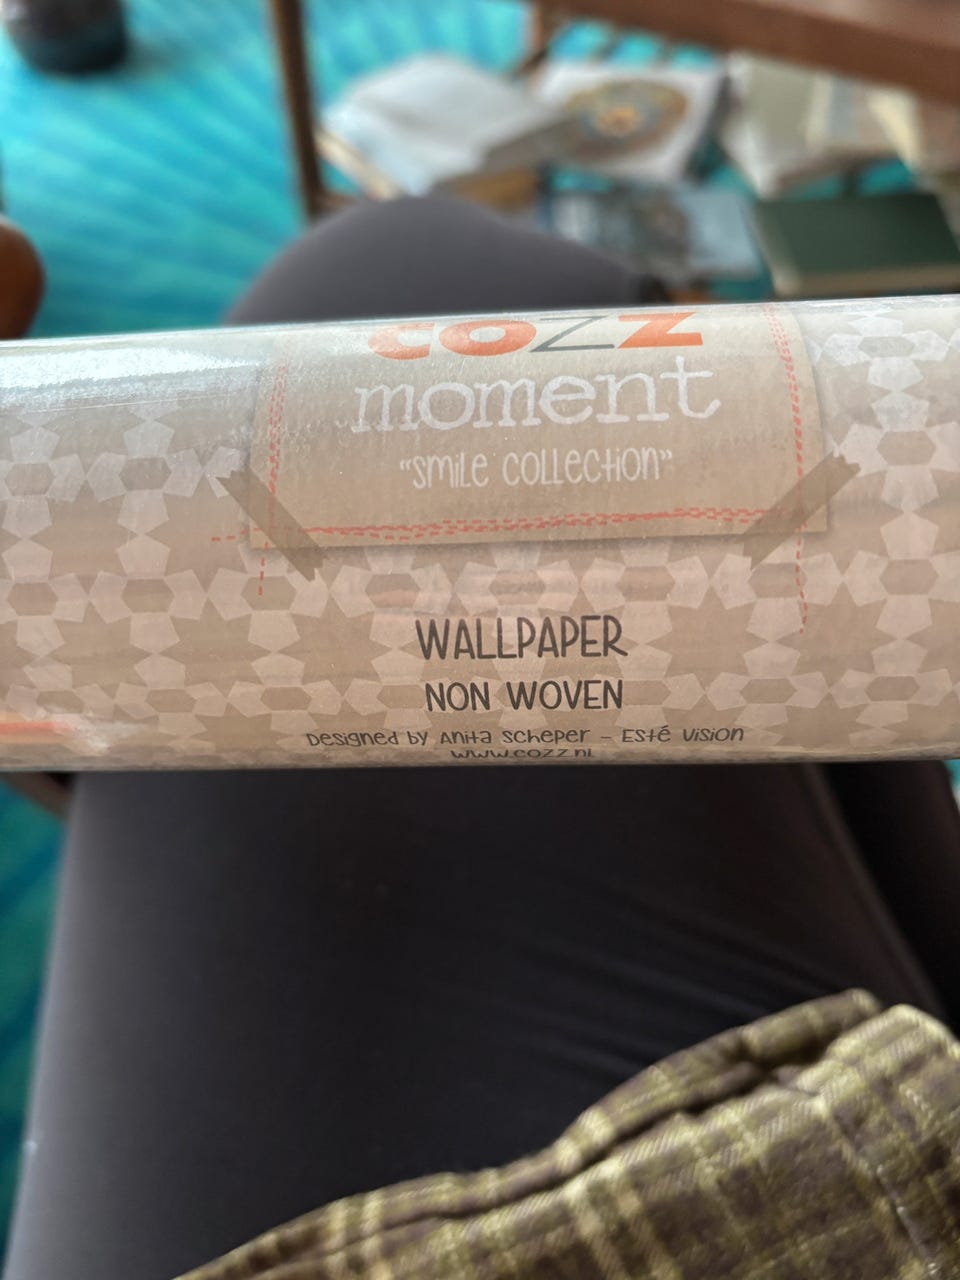 cozz
moment
"smile collection"
WALLPAPER
NON WOVEN
Designed by Anita Scheper – Esté Vision
www.cozz.nl